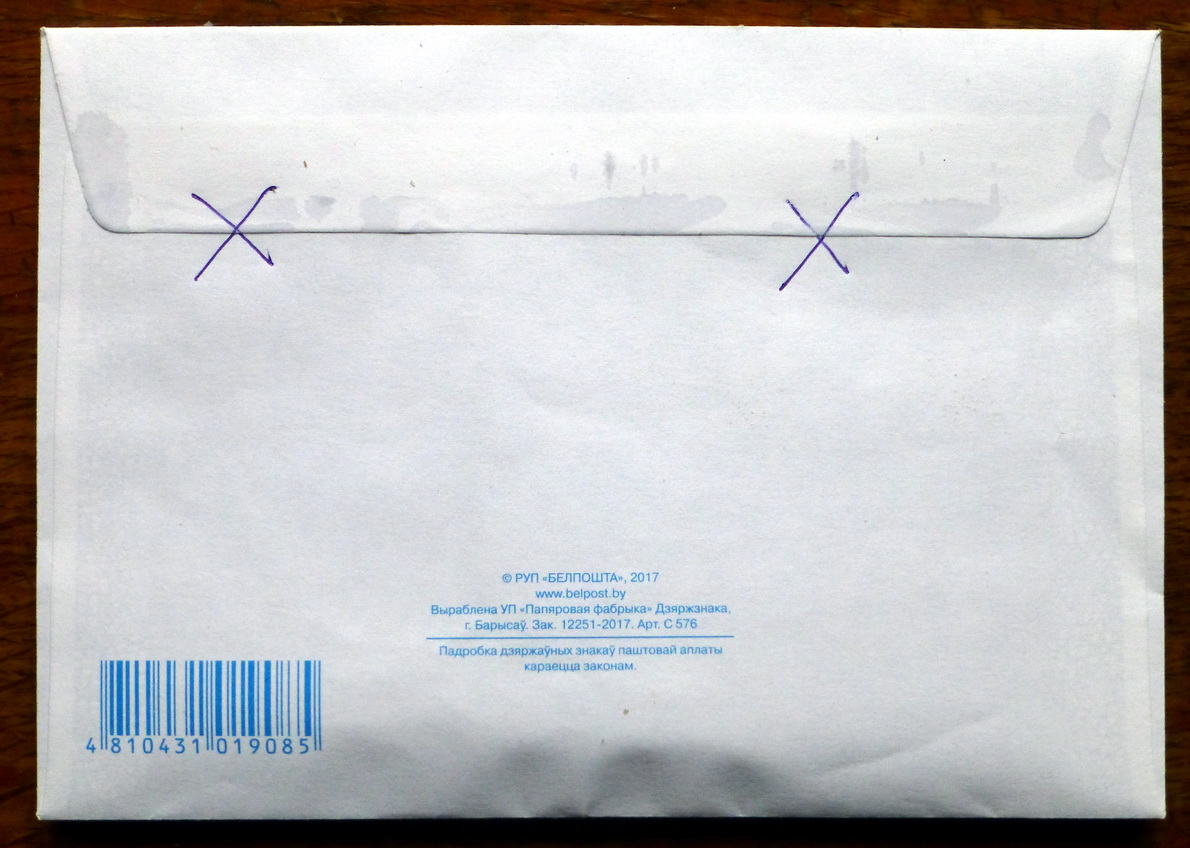 © РУП «БЕЛПОШТА», 2017
www.belpost.by
Выраблена УП «Папяровая фабрыка» Дзяржзнака,
г. Барысаў. Зак. 12251-2017. Арт. С 576
Падробка дзяржаўных знакаў паштовай аплаты
караецца законам.
4 810431 019085